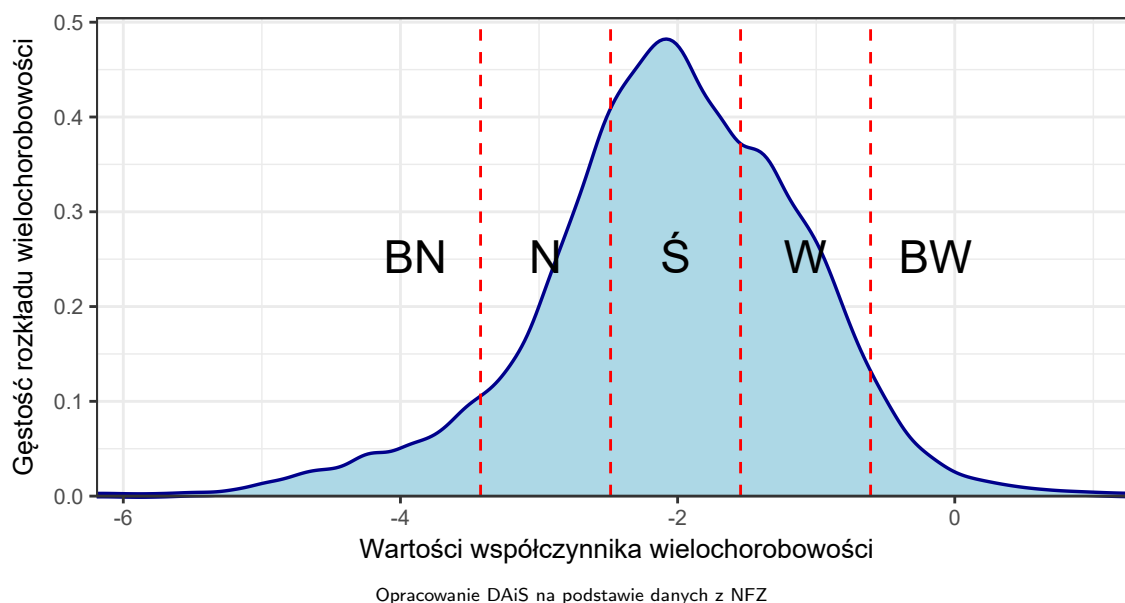 0.5
0.4
0.3
0.2
0.1
0.0
Gęstość rozkładu wielochorobowości
BN N Ś W BW
-6 -4 -2 0
Wartości współczynnika wielochorobowości
Opracowanie DAiS na podstawie danych z NFZ